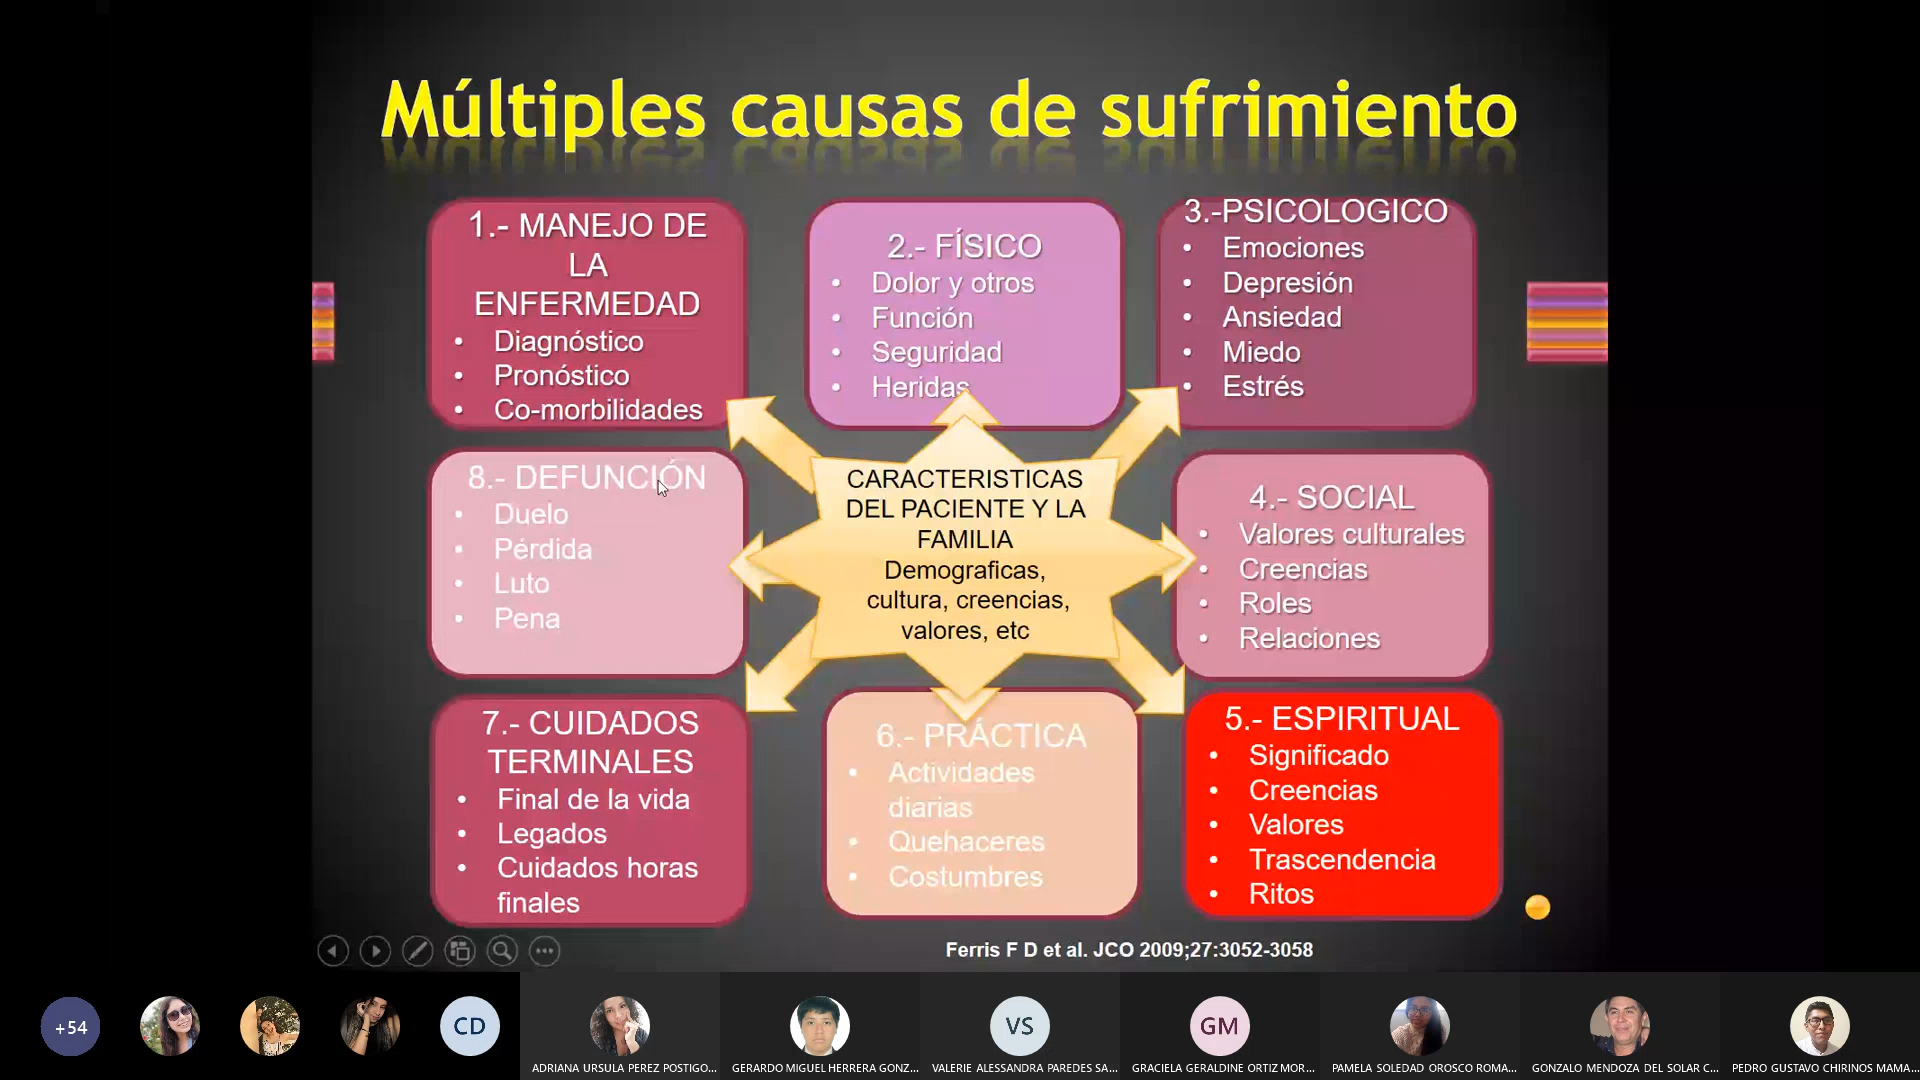 Múltiples causas de sufrimiento
1.- MANEJO DE
LA
ENFERMEDAD
• Diagnóstico
• Pronóstico
• Co-morbilidades
2.- FÍSICO
• Dolor y otros
• Función
• Seguridad
• Heridas
3.-PSICOLOGICO
• Emociones
• Depresión
• Ansiedad
• Miedo
• Estrés
8.- DEFUNCIÓN
• Duelo
• Pérdida
• Luto
• Pena
CARACTERISTICAS
DEL PACIENTE Y LA
FAMILIA
Demograficas,
cultura, creencias,
valores, etc
4.- SOCIAL
• Valores culturales
• Creencias
• Roles
• Relaciones
7.- CUIDADOS
TERMINALES
• Final de la vida
• Legados
• Cuidados horas
finales
6.- PRÁCTICA
• Actividades
diarias
• Quehaceres
• Costumbres
5.- ESPIRITUAL
• Significado
• Creencias
• Valores
• Trascendencia
• Ritos
Ferris F D et al. JCO 2009;27:3052-3058
+54
CD
VS
GM
ADRIANA URSULA PEREZ POSTIGO...
GERARDO MIGUEL HERRERA GONZ...
VALERIE ALESSANDRA PAREDES SA...
GRACIELA GERALDINE ORTIZ MOR...
PAMELA SOLEDAD OROSCO ROMA...
GONZALO MENDOZA DEL SOLAR C...
PEDRO GUSTAVO CHIRINOS MAMA...